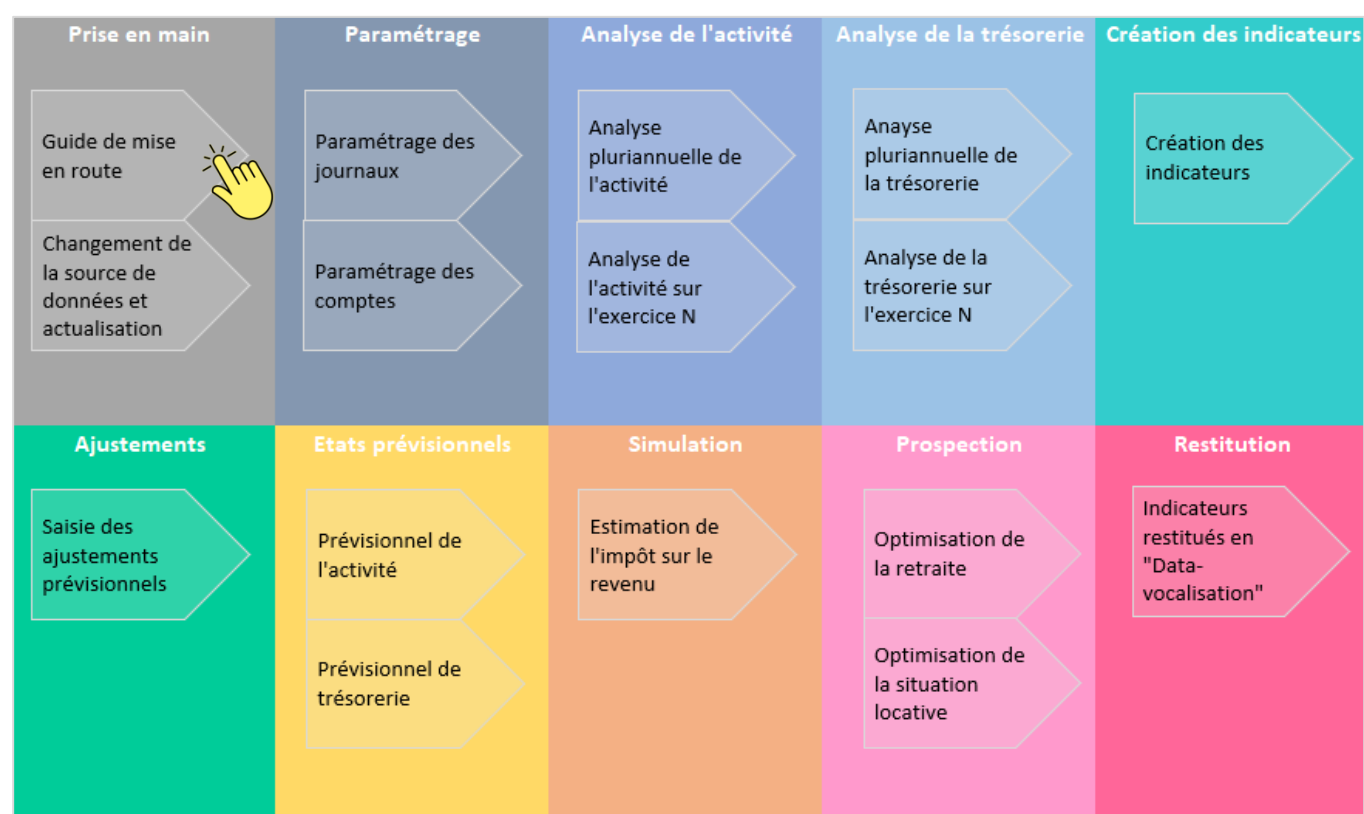 Prise en main
Guide de mise
en route
Changement de
la source de
données et
actualisation
Paramétrage
Paramétrage des
journaux
Paramétrage des
comptes
Analyse de l'activité
Analyse
pluriannuelle de
l'activité
Analyse de
l'activité sur
l'exercice N
Analyse de la trésorerie
Anayse
pluriannuelle de
la trésorerie
Analyse de la
trésorerie sur
l'exercice N
Création des indicateurs
Création des
indicateurs
Ajustements
Saisie des
ajustements
prévisionnels
Etats prévisionnels
Prévisionnel de
l'activité
Prévisionnel de
trésorerie
Simulation
Estimation de
l'impôt sur le
revenu
Prospection
Optimisation de
la retraite
Optimisation de
la situation
locative
Restitution
Indicateurs
restitués en
"Data-
vocalisation"